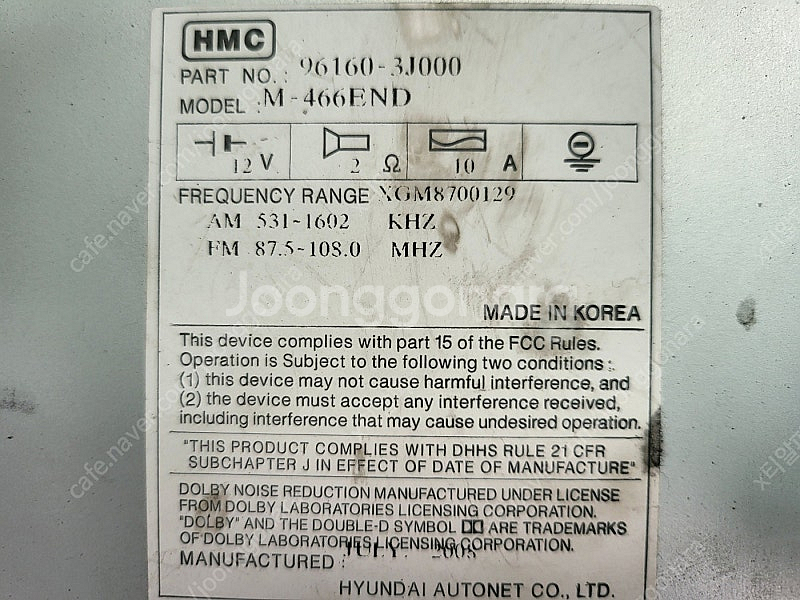 HMC
PART NO. : 96160-3J000
MODEL : M-466END
12 V 2 Ω 10 A
FREQUENCY RANGE XGM8700129
AM 531~1602 KHZ
FM 87.5~108.0 MHZ
Joonggonara
MADE IN KOREA
This device complies with part 15 of the FCC Rules.
Operation is Subject to the following two conditions :
(1) this device may not cause harmful interference, and
(2) the device must accept any interference received,
including interference that may cause undesired operation.
"THIS PRODUCT COMPLIES WITH DHHS RULE 21 CFR
SUBCHAPTER J IN EFFECT OF DATE OF MANUFACTURE"
DOLBY NOISE REDUCTION MANUFACTURED UNDER LICENSE
FROM DOLBY LABORATORIES LICENSING CORPORATION.
"DOLBY" AND THE DOUBLE-D SYMBOL ARE TRADEMARKS
OF DOLBY LABORATORIES LICENSING CORPORATION.
MANUFACTURED : JULY.
HYUNDAI AUTONET CO., LTD.
cafe.naver.com/joonggonara